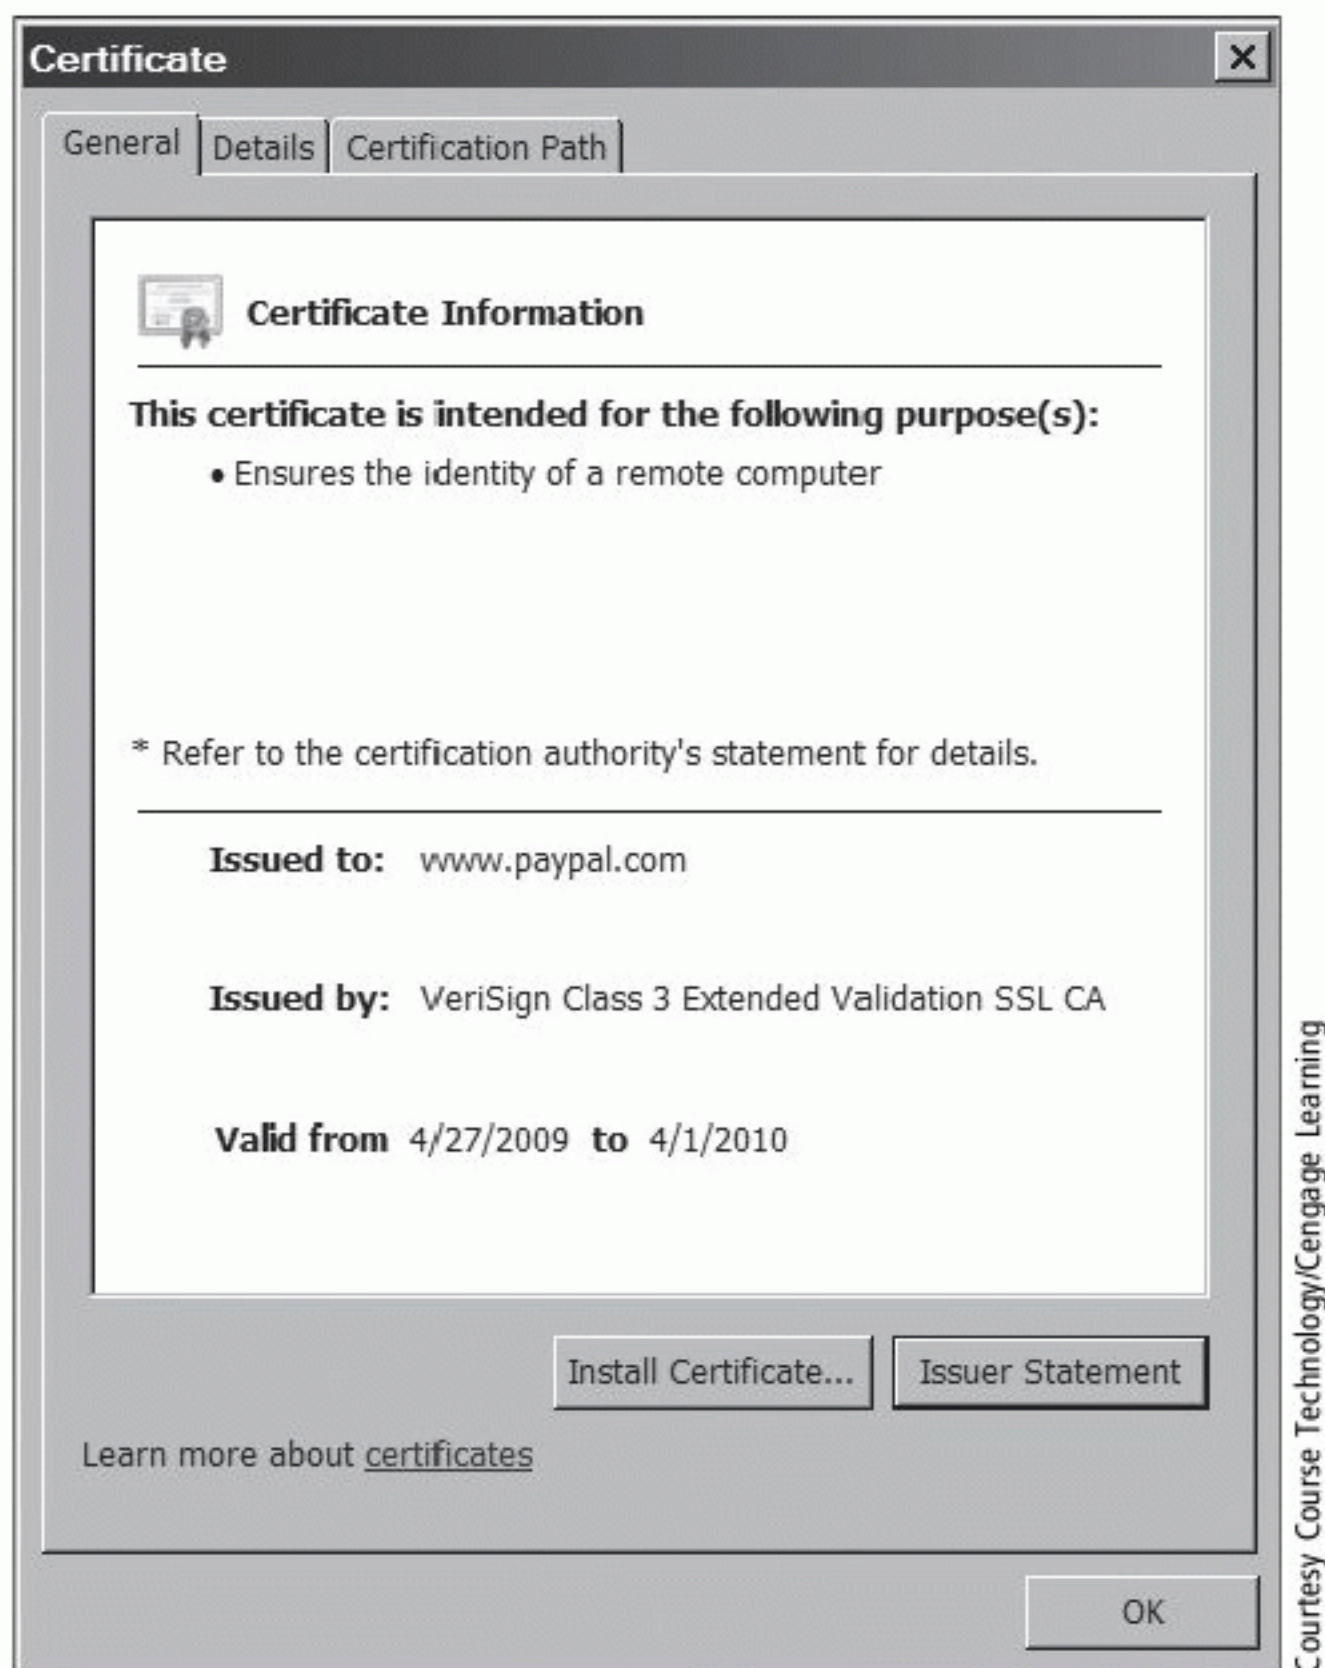 Certificate
General
Details
Certification Path
Certificate Information
This certificate is intended for the following purpose(s):
• Ensures the identity of a remote computer
* Refer to the certification authority's statement for details.
Issued to: www.paypal.com
Issued by: VeriSign Class 3 Extended Validation SSL CA
Valid from 4/27/2009 to 4/1/2010
Install Certificate...
Issuer Statement
Learn more about certificates
OK
Courtesy Course Technology/Cengage Learning